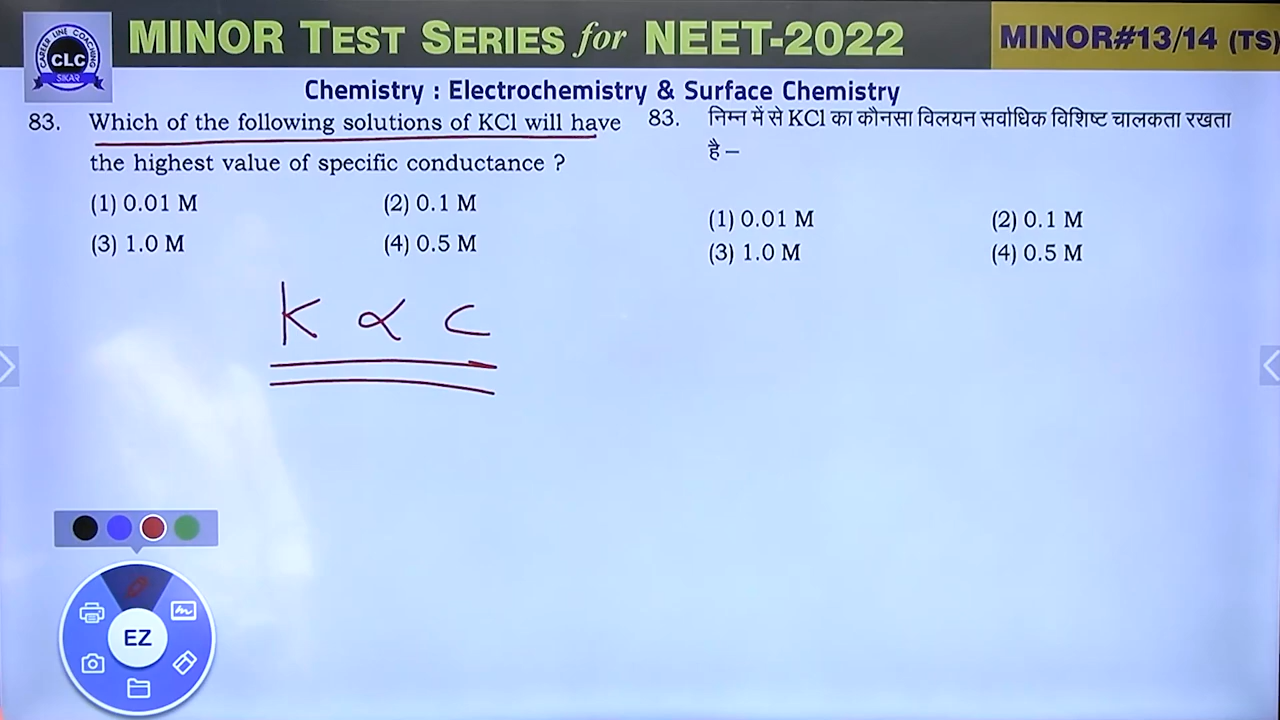 CAREER LINE COACHING
CLC
SIKAR
MINOR TEST SERIES for NEET-2022
MINOR#13/14 (TS)
Chemistry : Electrochemistry & Surface Chemistry
83. Which of the following solutions of KCl will have
the highest value of specific conductance ?
(1) 0.01 M (2) 0.1 M
(3) 1.0 M (4) 0.5 M
83. निम्न में से KCl का कौनसा विलयन सर्वाधिक विशिष्ट चालकता रखता
है –
(1) 0.01 M (2) 0.1 M
(3) 1.0 M (4) 0.5 M
K ∝ C
EZ